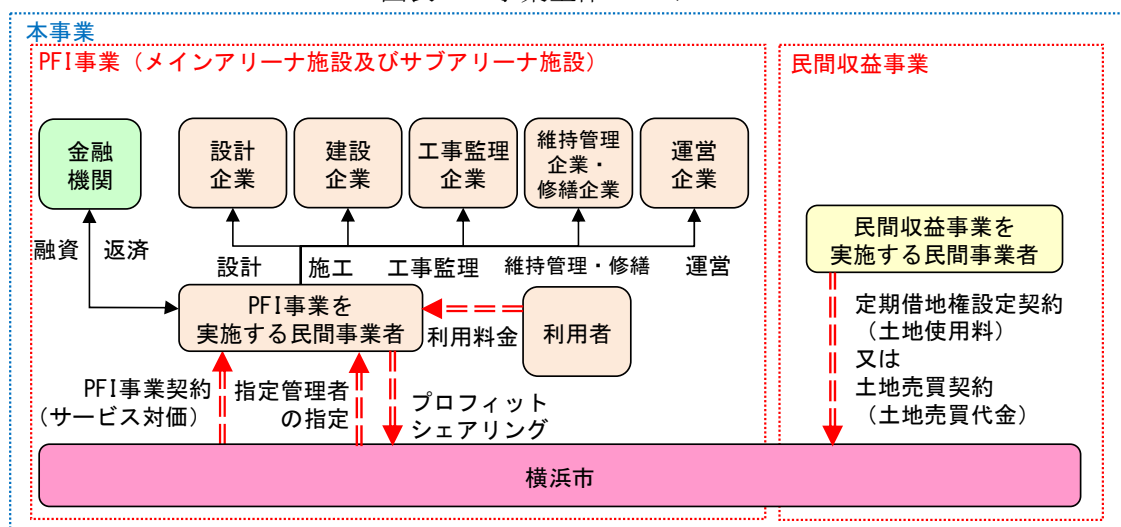 本事業
PFI事業（メインアリーナ施設及びサブアリーナ施設）
民間収益事業
金融
機関
設計
企業
建設
企業
工事監理
企業
維持管理
企業・
修繕企業
運営
企業
融資
返済
設計
施工
工事監理
維持管理・修繕
運営
民間収益事業を
実施する民間事業者
PFI事業を
実施する民間事業者
利用料金
利用者
定期借地権設定契約
（土地使用料）
又は
土地売買契約
（土地売買代金）
PFI事業契約
（サービス対価）
指定管理者
の指定
プロフィット
シェアリング
横浜市